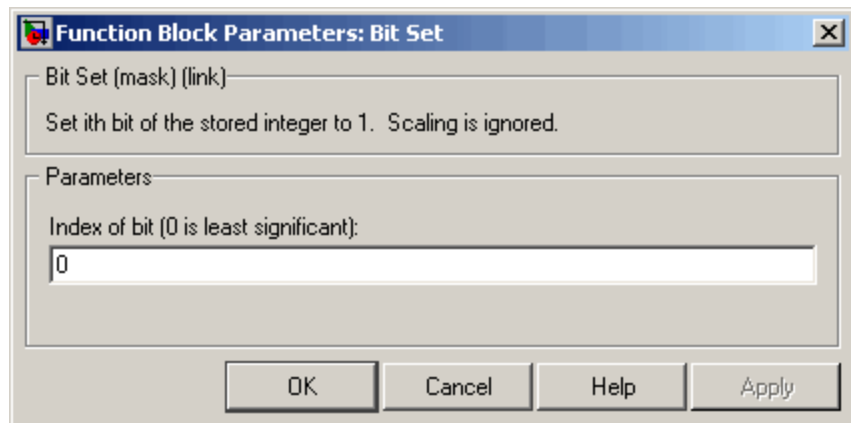 Function Block Parameters: Bit Set
Bit Set (mask) (link)
Set ith bit of the stored integer to 1.  Scaling is ignored.
Parameters
Index of bit (0 is least significant):
0
OK Cancel Help Apply